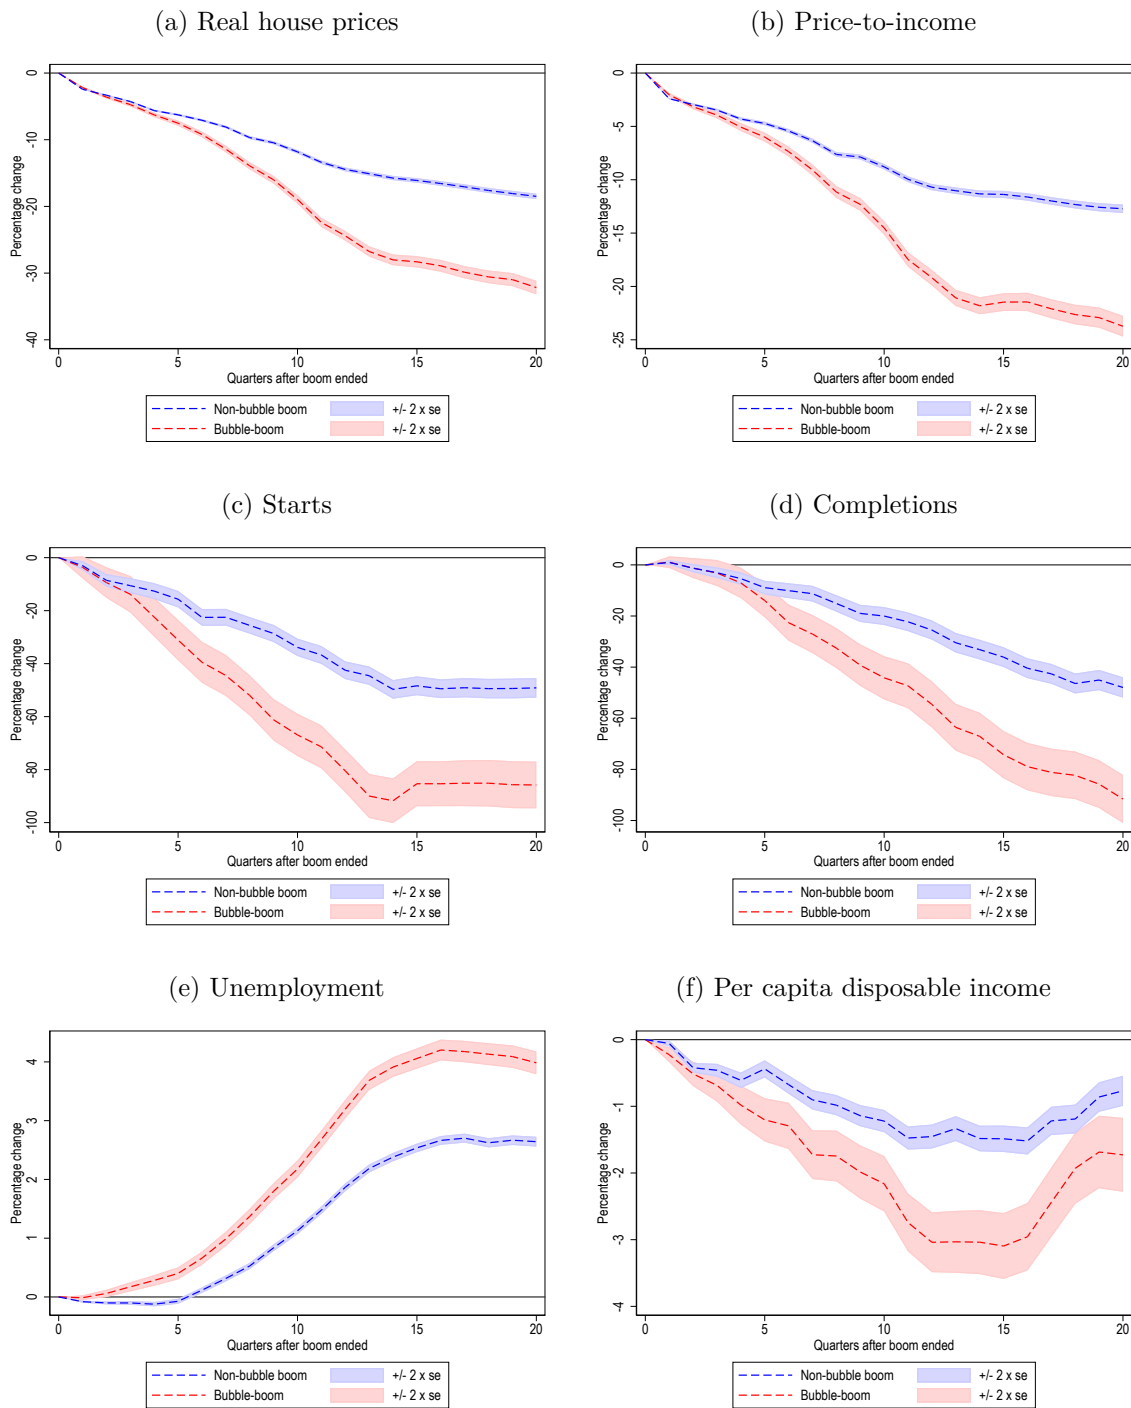 (a) Real house prices
Percentage change
0
-10
-20
-30
-40
0 5 10 15 20
Quarters after boom ended
Non-bubble boom +/- 2 x se
Bubble-boom +/- 2 x se
(b) Price-to-income
Percentage change
0
-5
-10
-15
-20
-25
0 5 10 15 20
Quarters after boom ended
Non-bubble boom +/- 2 x se
Bubble-boom +/- 2 x se
(c) Starts
Percentage change
0
-20
-40
-60
-80
-100
0 5 10 15 20
Quarters after boom ended
Non-bubble boom +/- 2 x se
Bubble-boom +/- 2 x se
(d) Completions
Percentage change
0
-20
-40
-60
-80
-100
0 5 10 15 20
Quarters after boom ended
Non-bubble boom +/- 2 x se
Bubble-boom +/- 2 x se
(e) Unemployment
Percentage change
4
3
2
1
0
0 5 10 15 20
Quarters after boom ended
Non-bubble boom +/- 2 x se
Bubble-boom +/- 2 x se
(f) Per capita disposable income
Percentage change
0
-1
-2
-3
-4
0 5 10 15 20
Quarters after boom ended
Non-bubble boom +/- 2 x se
Bubble-boom +/- 2 x se